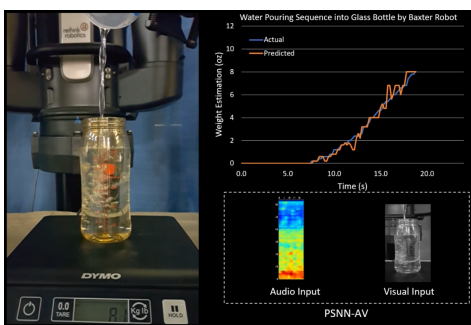 rethink
robotics
DYMO
0.0
TARE
8.1
Kg lb
HOLD
Water Pouring Sequence into Glass Bottle by Baxter Robot
Actual
Predicted
Weight Estimation (oz)
12
10
8
6
4
2
0
0.0 5.0 10.0 15.0 20.0
Time (s)
Audio Input Visual Input
PSNN-AV